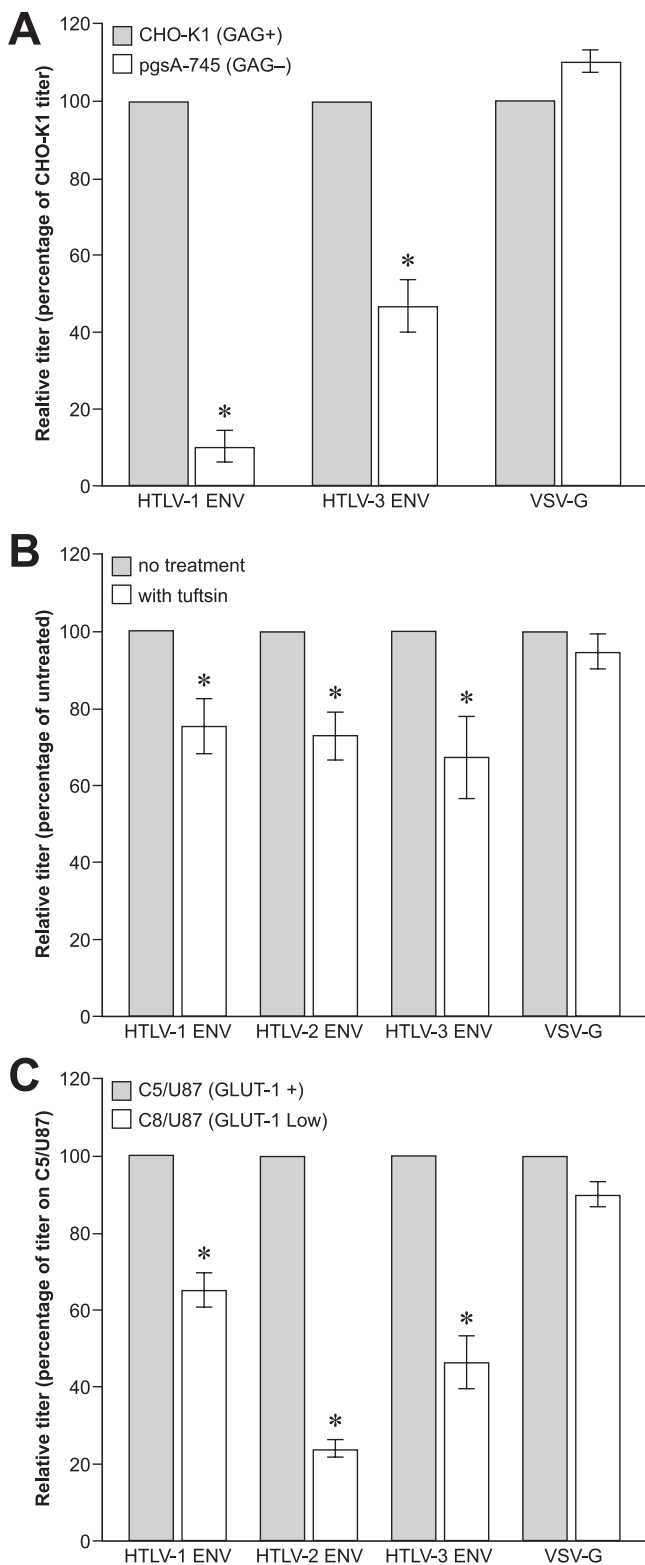 A
CHO-K1 (GAG+)
pgsA-745 (GAG–)
Realtive titer (percentage of CHO-K1 titer)
120
100
80
60
40
20
0
*
*
HTLV-1 ENV
HTLV-3 ENV
VSV-G
B
no treatment
with tuftsin
Relative titer (percentage of untreated)
120
100
80
60
40
20
0
*
*
*
HTLV-1 ENV
HTLV-2 ENV
HTLV-3 ENV
VSV-G
C
C5/U87 (GLUT-1 +)
C8/U87 (GLUT-1 Low)
Relative titer (percentage of titer on C5/U87)
120
100
80
60
40
20
0
*
*
*
HTLV-1 ENV
HTLV-2 ENV
HTLV-3 ENV
VSV-G